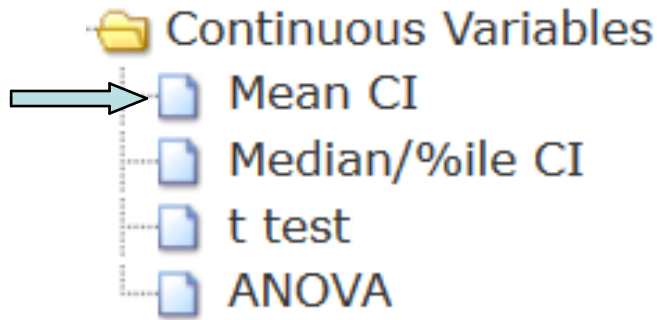 Continuous Variables
Mean CI
Median/%ile CI
t test
ANOVA